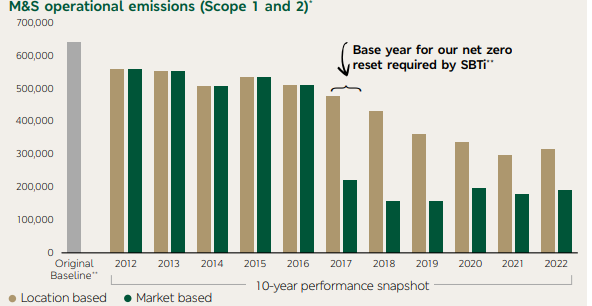 M&S operational emissions (Scope 1 and 2)*
700,000
600,000
500,000
400,000
300,000
200,000
100,000
0
Base year for our net zero
reset required by SBTi**
Original
Baseline**
2012 2013 2014 2015 2016 2017 2018 2019 2020 2021 2022
10-year performance snapshot
Location based Market based